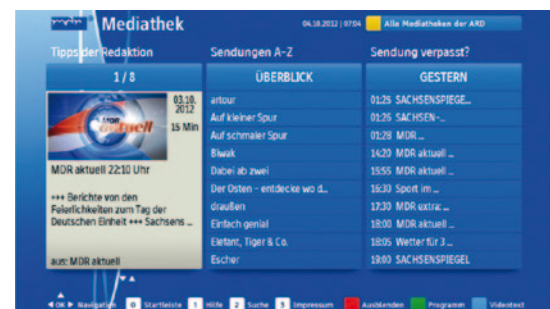 Mediathek
04.10.2012 | 07:04
Alle Mediatheken der ARD
Tipps der Redaktion
Sendungen A-Z
Sendung verpasst?
1 / 8
ÜBERBLICK
GESTERN
03.10.
2012
15 Min
MDR
aktuell
MDR aktuell 22:10 Uhr
+++ Berichte von den
Feierlichkeiten zum Tag der
Deutschen Einheit +++ Sachsens ...
aus: MDR aktuell
artour
Auf kleiner Spur
Auf schmaler Spur
Biwak
Dabei ab zwei
Der Osten - entdecke wo d...
draußen
Einfach genial
Elefant, Tiger & Co.
Escher
01:25 SACHSENSPIEGE...
01:26 SACHSEN-...
01:28 MDR...
14:20 MDR aktuell ...
15:55 MDR aktuell ...
16:30 Sport im ...
17:30 MDR extra: ...
18:00 MDR aktuell ...
18:05 Wetter für 3 ...
19:00 SACHSENSPIEGEL
OK Navigation 0 Startleiste 1 Hilfe 2 Suche 3 Impressum Ausblenden Programm Videotext